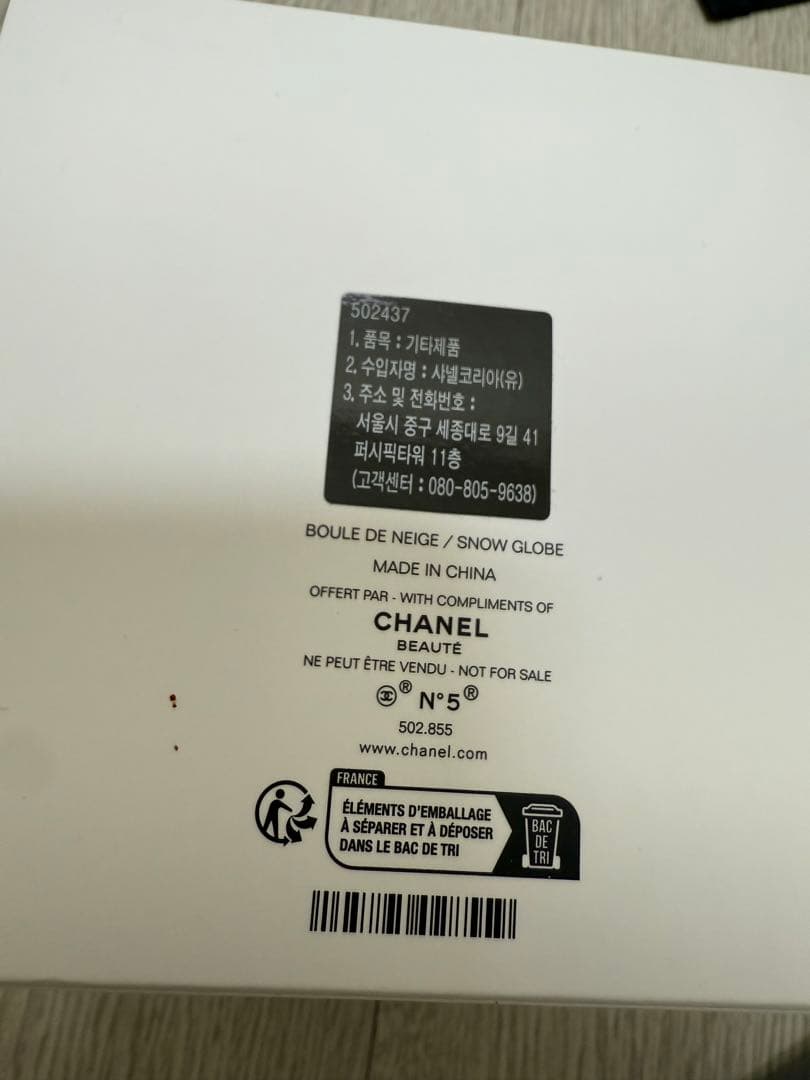 502437
1. 품목 : 기타제품
2. 수입자명 : 샤넬코리아(유)
3. 주소 및 전화번호 :
서울시 중구 세종대로 9길 41
퍼시픽타워 11층
(고객센터 : 080-805-9638)
BOULE DE NEIGE / SNOW GLOBE
MADE IN CHINA
OFFERT PAR - WITH COMPLIMENTS OF
CHANEL
BEAUTÉ
NE PEUT ÊTRE VENDU - NOT FOR SALE
® N°5®
502.855
www.chanel.com
FRANCE
ÉLÉMENTS D'EMBALLAGE
À SÉPARER ET À DÉPOSER
DANS LE BAC DE TRI
BAC
DE
TRI